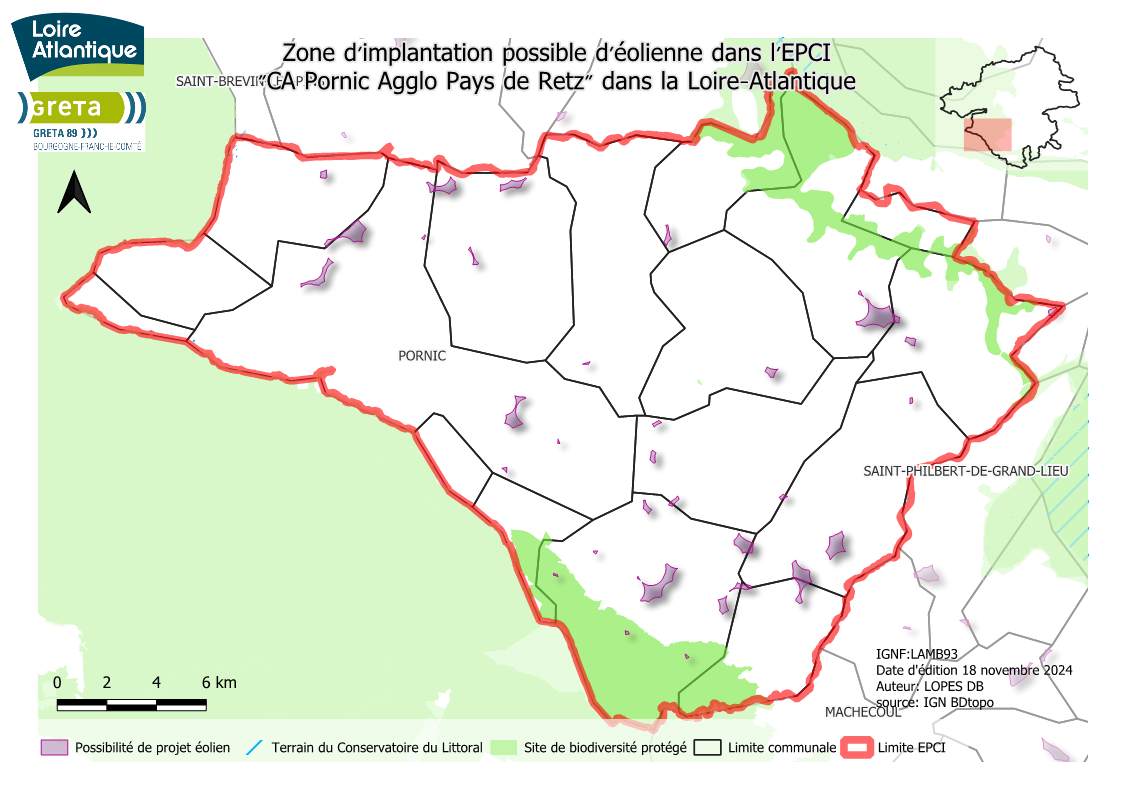 Loire
Atlantique
GRETA
GRETA 89
BOURGOGNE-FRANCHE-COMTÉ
Zone d'implantation possible d'éolienne dans l'EPCI
"CA Pornic Agglo Pays de Retz" dans la Loire-Atlantique
PORNIC
SAINT-PHILBERT-DE-GRAND-LIEU
MACHECOUL
IGNF:LAMB93
Date d'édition 18 novembre 2024
Auteur: LOPES DB
source: IGN BDtopo
0 2 4 6 km
Possibilité de projet éolien
Terrain du Conservatoire du Littoral
Site de biodiversité protégé
Limite communale
Limite EPCI